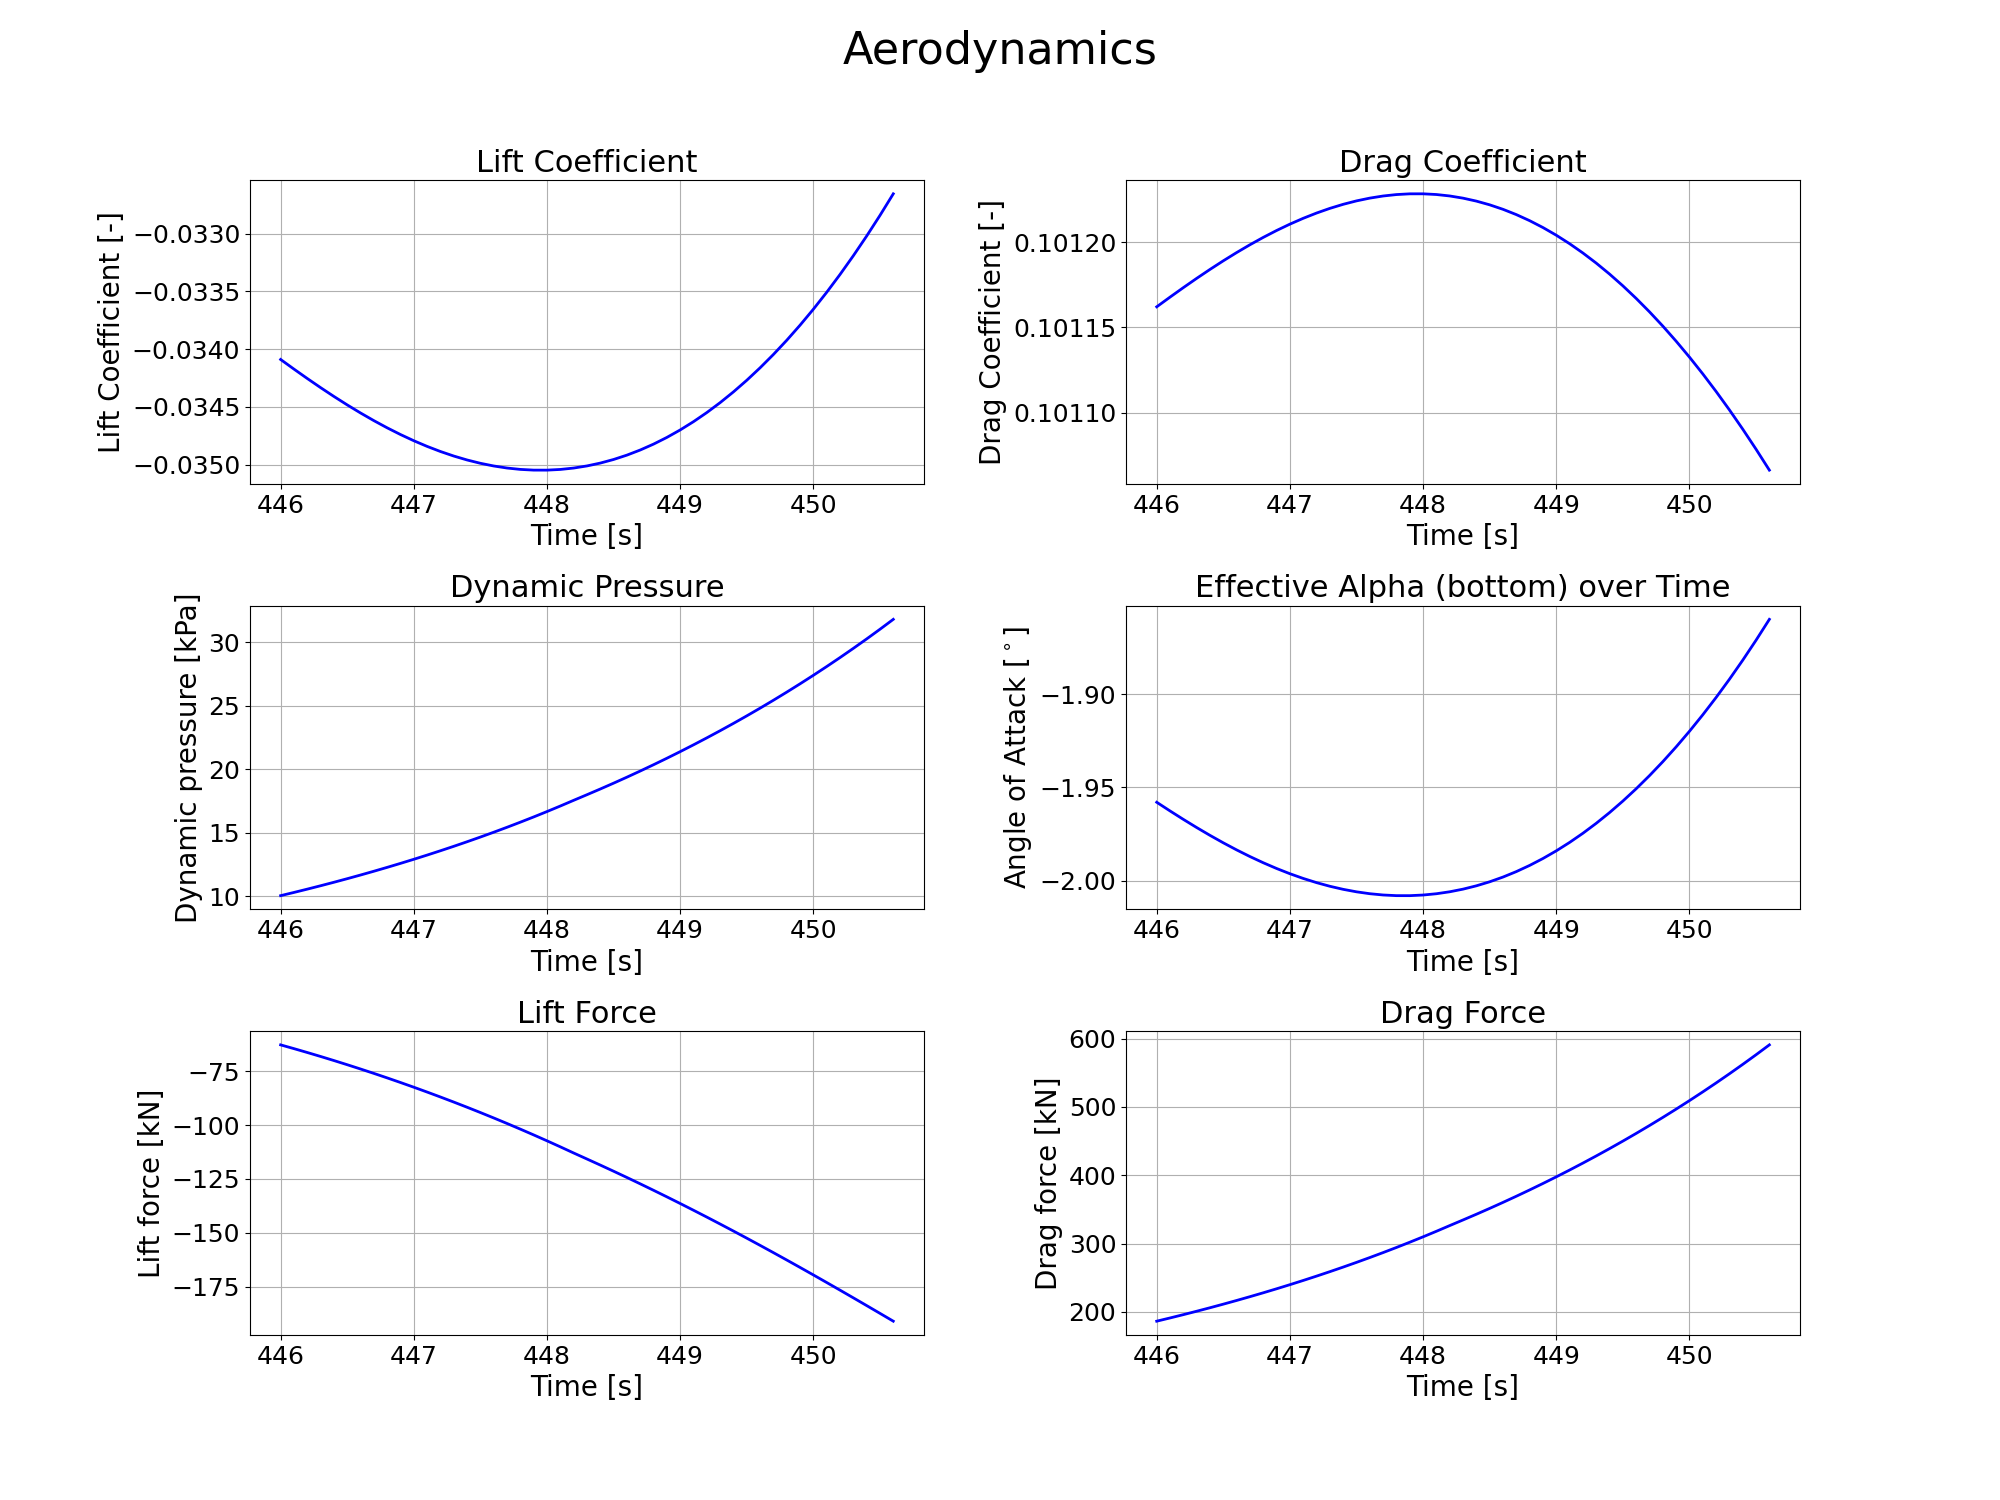 Aerodynamics
Lift Coefficient
Lift Coefficient [-]
−0.0330
−0.0335
−0.0340
−0.0345
−0.0350
446 447 448 449 450
Time [s]
Drag Coefficient
Drag Coefficient [-]
0.10120
0.10115
0.10110
446 447 448 449 450
Time [s]
Dynamic Pressure
Dynamic pressure [kPa]
30
25
20
15
10
446 447 448 449 450
Time [s]
Effective Alpha (bottom) over Time
Angle of Attack [°]
−1.90
−1.95
−2.00
446 447 448 449 450
Time [s]
Lift Force
Lift force [kN]
−75
−100
−125
−150
−175
446 447 448 449 450
Time [s]
Drag Force
Drag force [kN]
600
500
400
300
200
446 447 448 449 450
Time [s]